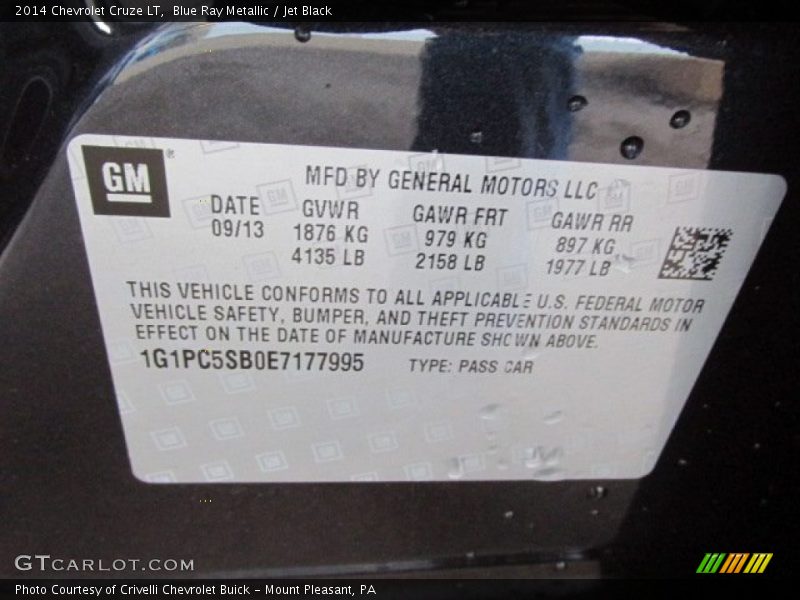 2014 Chevrolet Cruze LT, Blue Ray Metallic / Jet Black
GM ®
MFD BY GENERAL MOTORS LLC
DATE GVWR GAWR FRT GAWR RR
09/13 1876 KG 979 KG 897 KG
4135 LB 2158 LB 1977 LB
THIS VEHICLE CONFORMS TO ALL APPLICABLE U.S. FEDERAL MOTOR
VEHICLE SAFETY, BUMPER, AND THEFT PREVENTION STANDARDS IN
EFFECT ON THE DATE OF MANUFACTURE SHOWN ABOVE.
1G1PC5SB0E7177995 TYPE: PASS CAR
GTCARLOT.COM
Photo Courtesy of Crivelli Chevrolet Buick - Mount Pleasant, PA